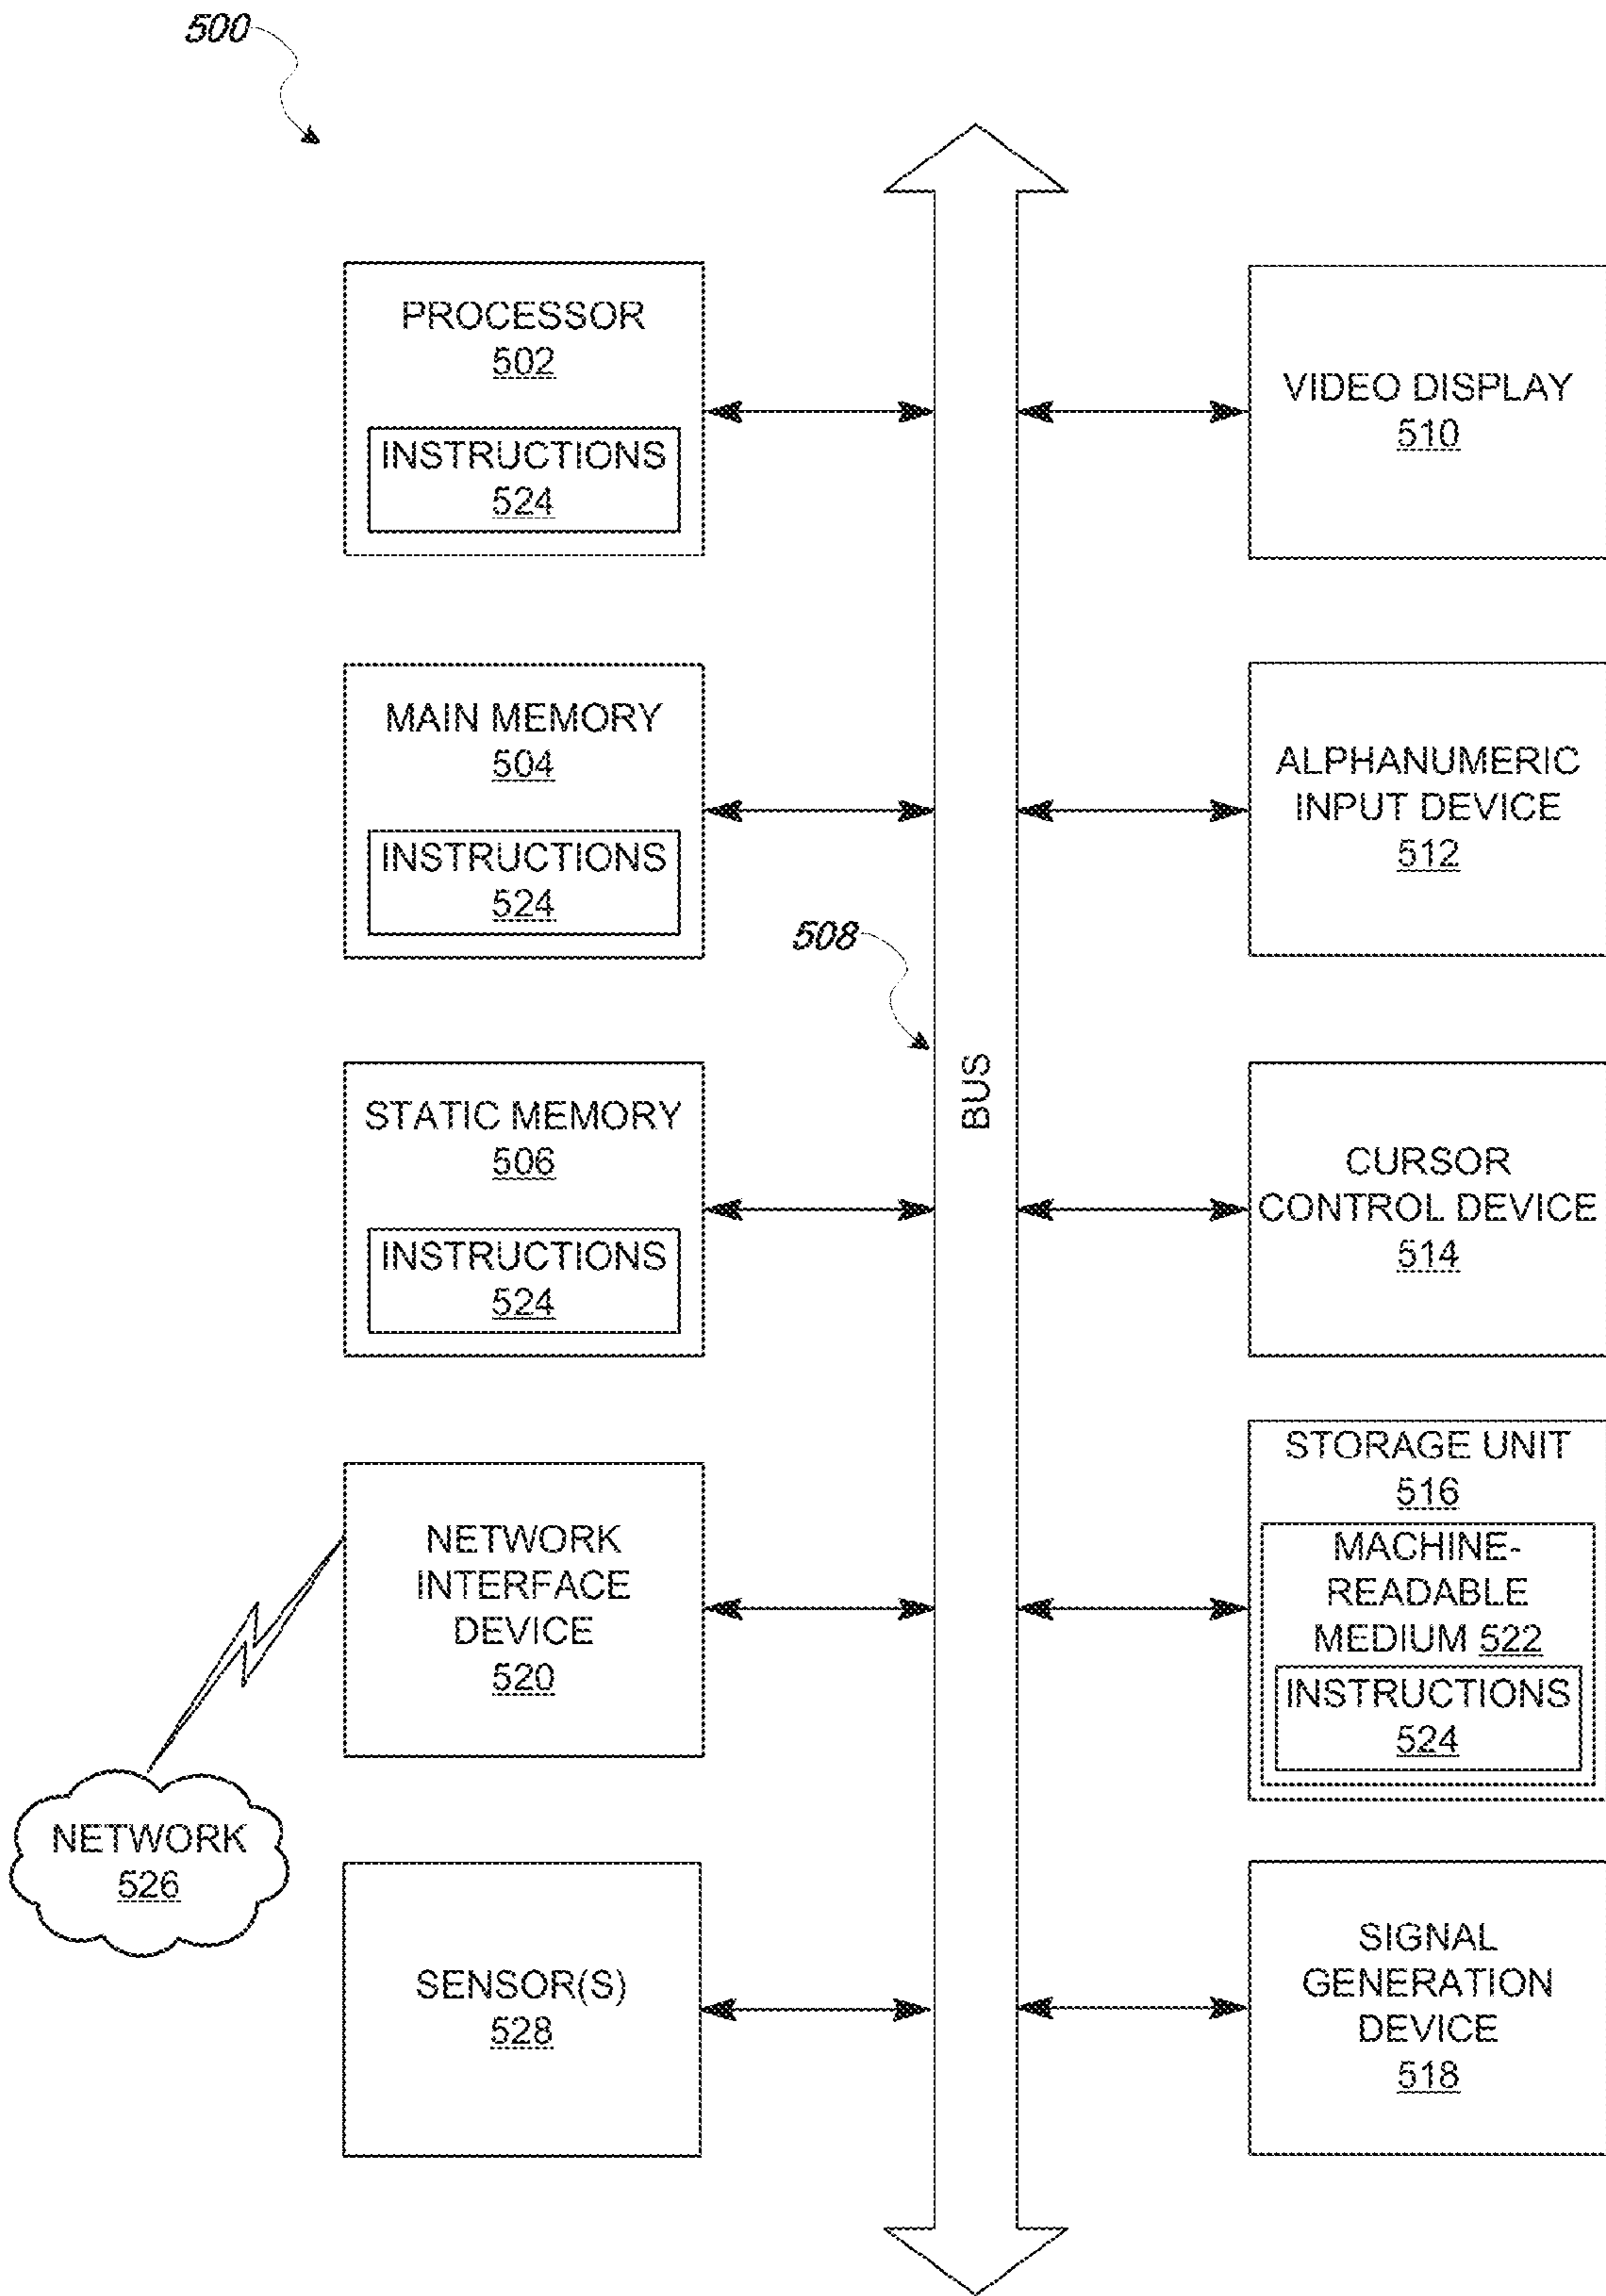 500
PROCESSOR
502
INSTRUCTIONS
524
VIDEO DISPLAY
510
MAIN MEMORY
504
INSTRUCTIONS
524
ALPHANUMERIC
INPUT DEVICE
512
508
BUS
STATIC MEMORY
506
INSTRUCTIONS
524
CURSOR
CONTROL DEVICE
514
NETWORK
INTERFACE
DEVICE
520
STORAGE UNIT
516
MACHINE-
READABLE
MEDIUM 522
INSTRUCTIONS
524
NETWORK
526
SENSOR(S)
528
SIGNAL
GENERATION
DEVICE
518